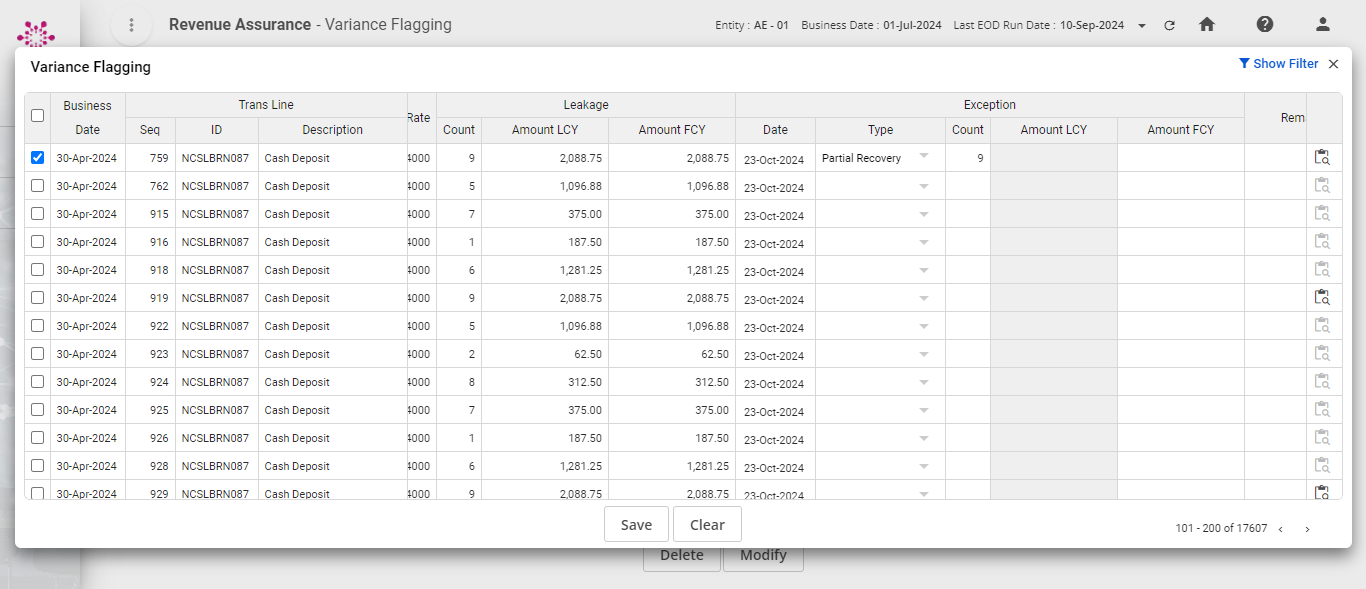 Revenue Assurance - Variance Flagging Entity : AE - 01 Business Date : 01-Jul-2024 Last EOD Run Date : 10-Sep-2024
Variance Flagging Show Filter
Business Date Trans Line Rate Leakage Exception Rem
Seq ID Description Count Amount LCY Amount FCY Date Type Count Amount LCY Amount FCY
30-Apr-2024 759 NCSLBRN087 Cash Deposit 4000 9 2,088.75 2,088.75 23-Oct-2024 Partial Recovery 9
30-Apr-2024 762 NCSLBRN087 Cash Deposit 4000 5 1,096.88 1,096.88 23-Oct-2024
30-Apr-2024 915 NCSLBRN087 Cash Deposit 4000 7 375.00 375.00 23-Oct-2024
30-Apr-2024 916 NCSLBRN087 Cash Deposit 4000 1 187.50 187.50 23-Oct-2024
30-Apr-2024 918 NCSLBRN087 Cash Deposit 4000 6 1,281.25 1,281.25 23-Oct-2024
30-Apr-2024 919 NCSLBRN087 Cash Deposit 4000 9 2,088.75 2,088.75 23-Oct-2024
30-Apr-2024 922 NCSLBRN087 Cash Deposit 4000 5 1,096.88 1,096.88 23-Oct-2024
30-Apr-2024 923 NCSLBRN087 Cash Deposit 4000 2 62.50 62.50 23-Oct-2024
30-Apr-2024 924 NCSLBRN087 Cash Deposit 4000 8 312.50 312.50 23-Oct-2024
30-Apr-2024 925 NCSLBRN087 Cash Deposit 4000 7 375.00 375.00 23-Oct-2024
30-Apr-2024 926 NCSLBRN087 Cash Deposit 4000 1 187.50 187.50 23-Oct-2024
30-Apr-2024 928 NCSLBRN087 Cash Deposit 4000 6 1,281.25 1,281.25 23-Oct-2024
30-Apr-2024 929 NCSLBRN087 Cash Deposit 4000 9 2,088.75 2,088.75 23-Oct-2024
Save Clear 101 - 200 of 17607
Delete Modify